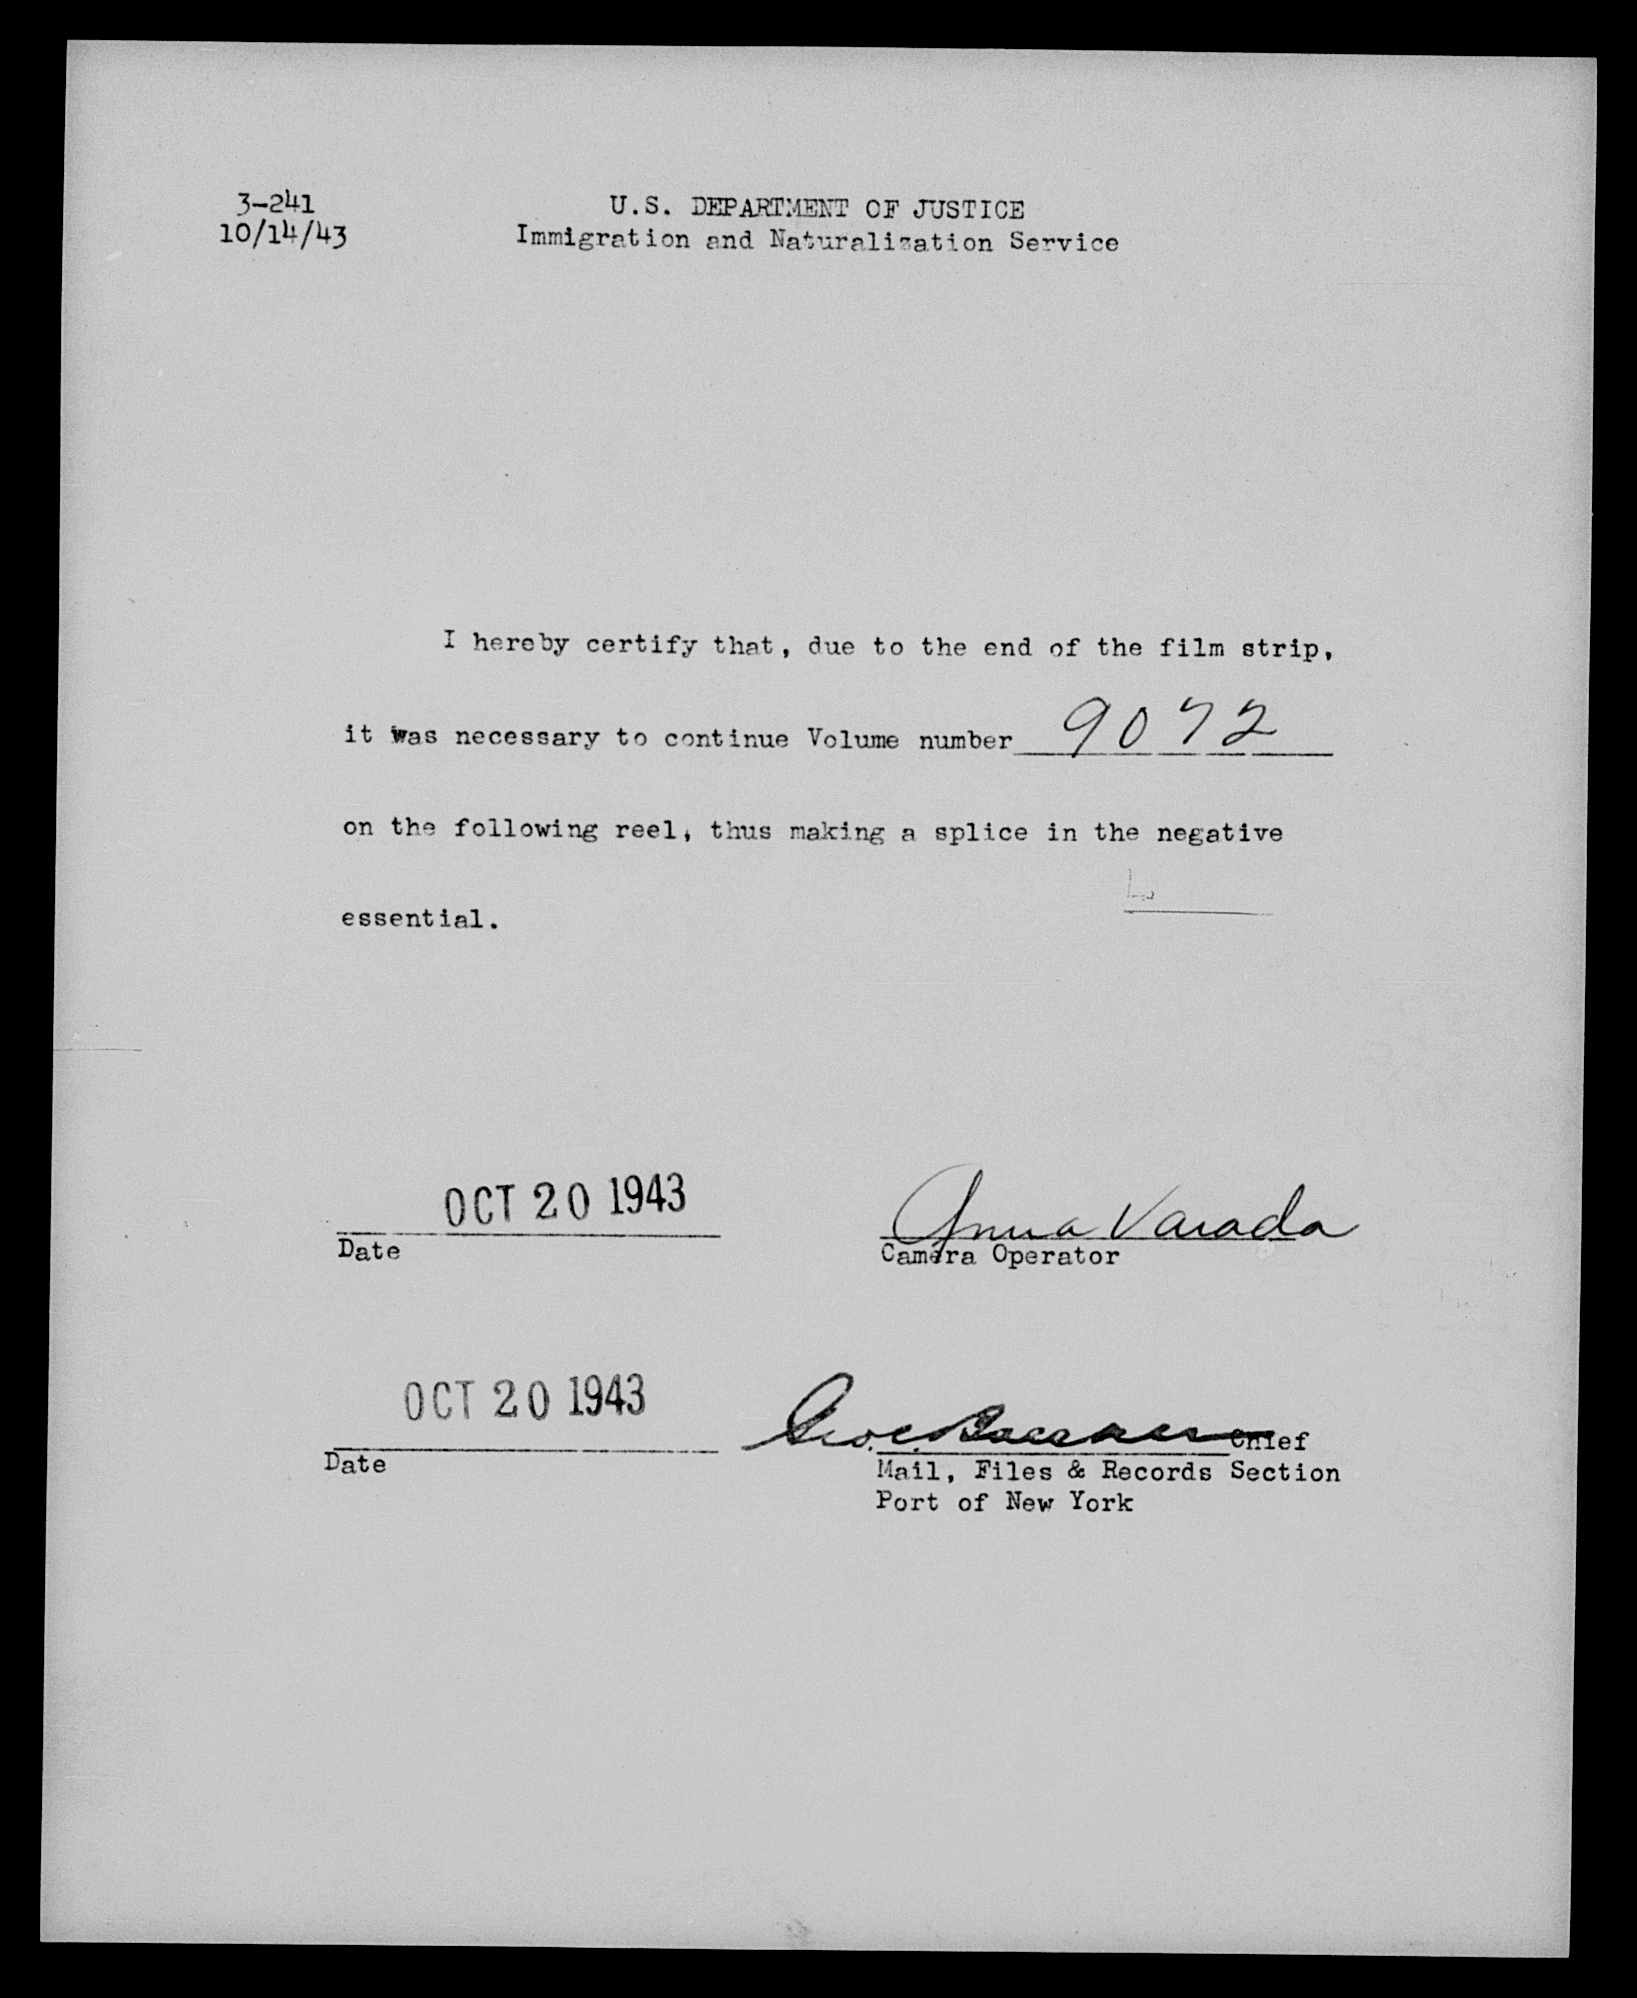 3-241
10/14/43
U.S. DEPARTMENT OF JUSTICE
Immigration and Naturalization Service
I hereby certify that, due to the end of the film strip,
it was necessary to continue Volume number 9072
on the following reel, thus making a splice in the negative
essential.
OCT 20 1943
Date
Anna Varada
Camera Operator
OCT 20 1943
Date
Chief
Mail, Files & Records Section
Port of New York